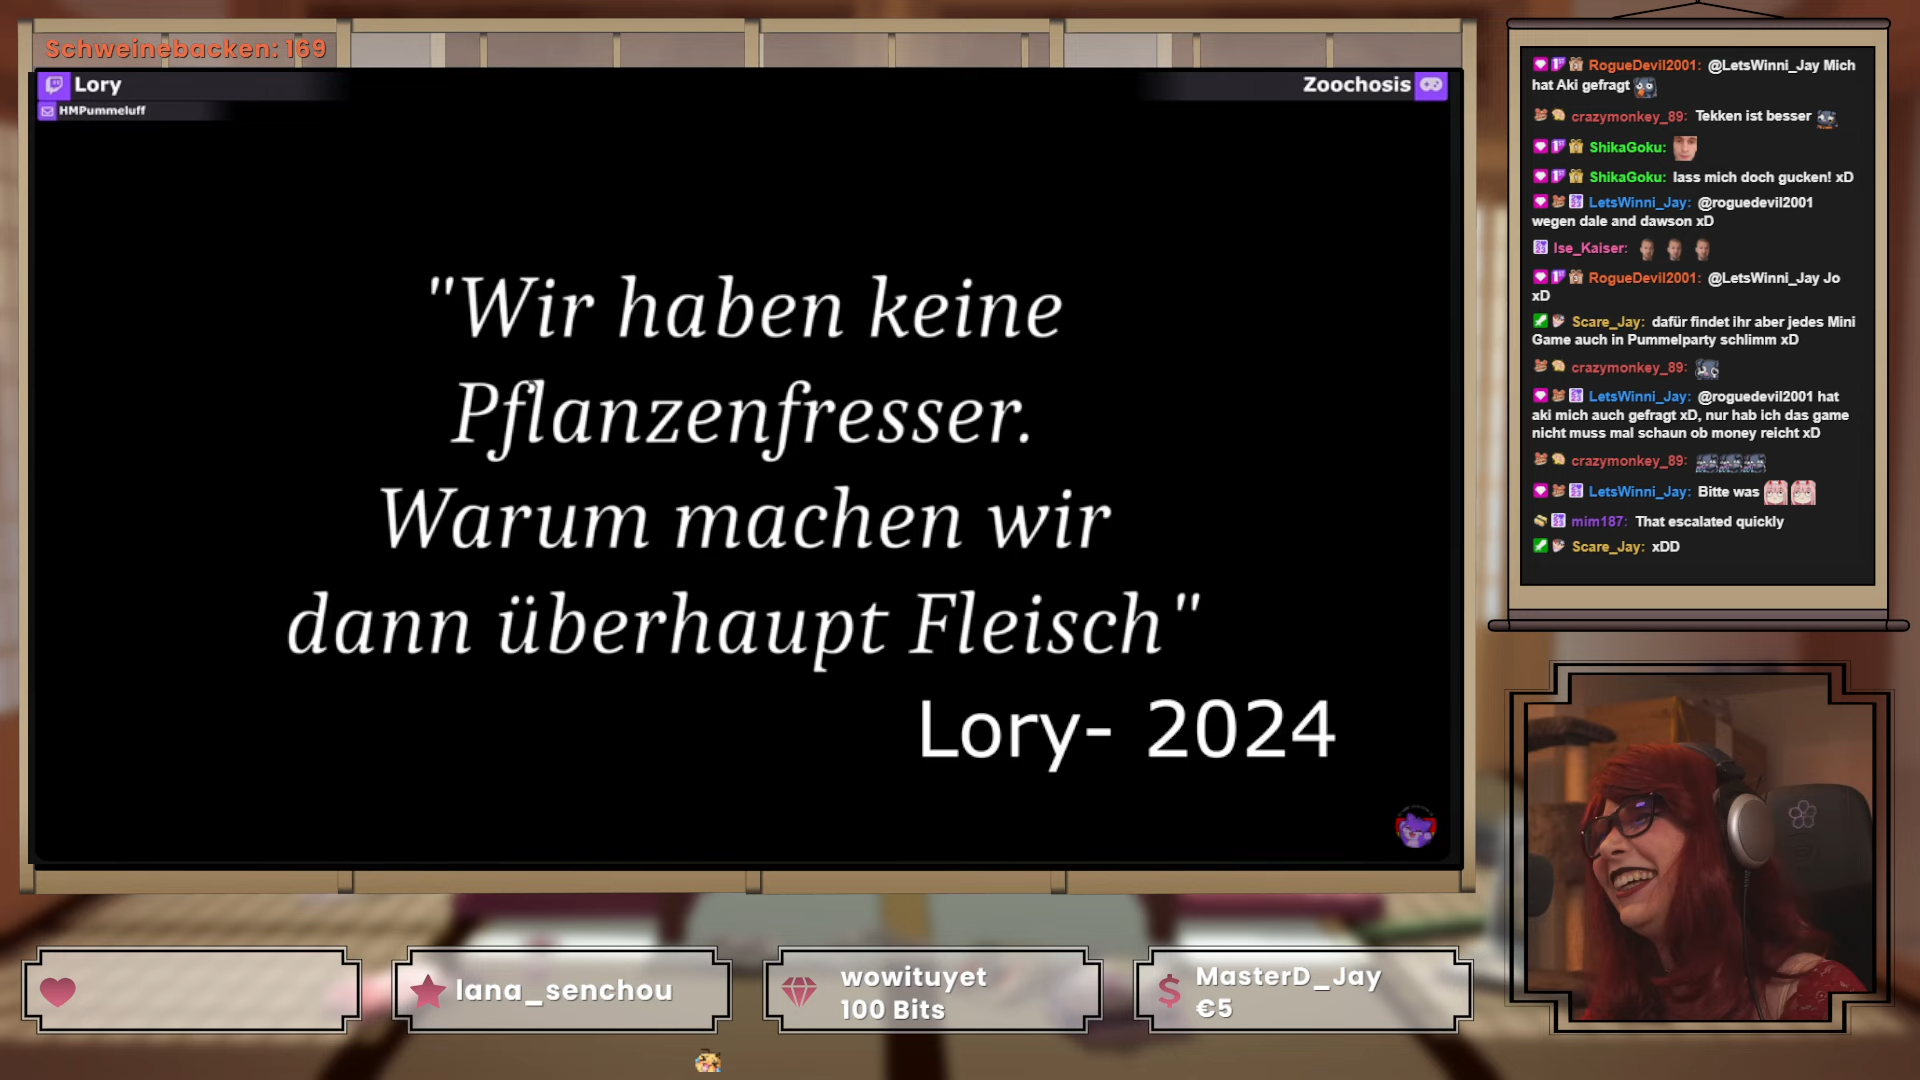 Schweinebacken: 169
Lory
HMPummeluff
Zoochosis
"Wir haben keine
Pflanzenfresser.
Warum machen wir
dann überhaupt Fleisch"
Lory- 2024
RogueDevil2001: @LetsWinni_Jay Mich
hat Aki gefragt
crazymonkey_89: Tekken ist besser
ShikaGoku:
ShikaGoku: lass mich doch gucken! xD
LetsWinni_Jay: @roguedevil2001
wegen dale and dawson xD
Ise_Kaiser:
RogueDevil2001: @LetsWinni_Jay Jo
xD
Scare_Jay: dafür findet ihr aber jedes Mini
Game auch in Pummelparty schlimm xD
crazymonkey_89:
LetsWinni_Jay: @roguedevil2001 hat
aki mich auch gefragt xD, nur hab ich das game
nicht muss mal schaun ob money reicht xD
crazymonkey_89:
LetsWinni_Jay: Bitte was
mim187: That escalated quickly
Scare_Jay: xDD
lana_senchou
wowituyet
100 Bits
MasterD_Jay
€5